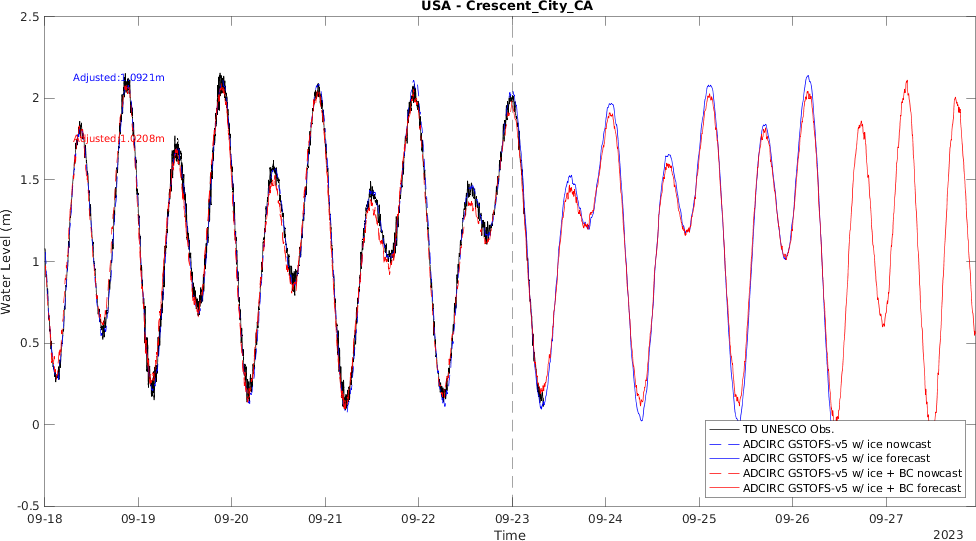 USA - Crescent_City_CA
2.5
2
1.5
1
0.5
0
-0.5
Water Level (m)
Adjusted:1.0921m
Adjusted:1.0208m
TD UNESCO Obs.
ADCIRC GSTOFS-v5 w/ ice nowcast
ADCIRC GSTOFS-v5 w/ ice forecast
ADCIRC GSTOFS-v5 w/ ice + BC nowcast
ADCIRC GSTOFS-v5 w/ ice + BC forecast
09-18 09-19 09-20 09-21 09-22 09-23 09-24 09-25 09-26 09-27
Time
2023